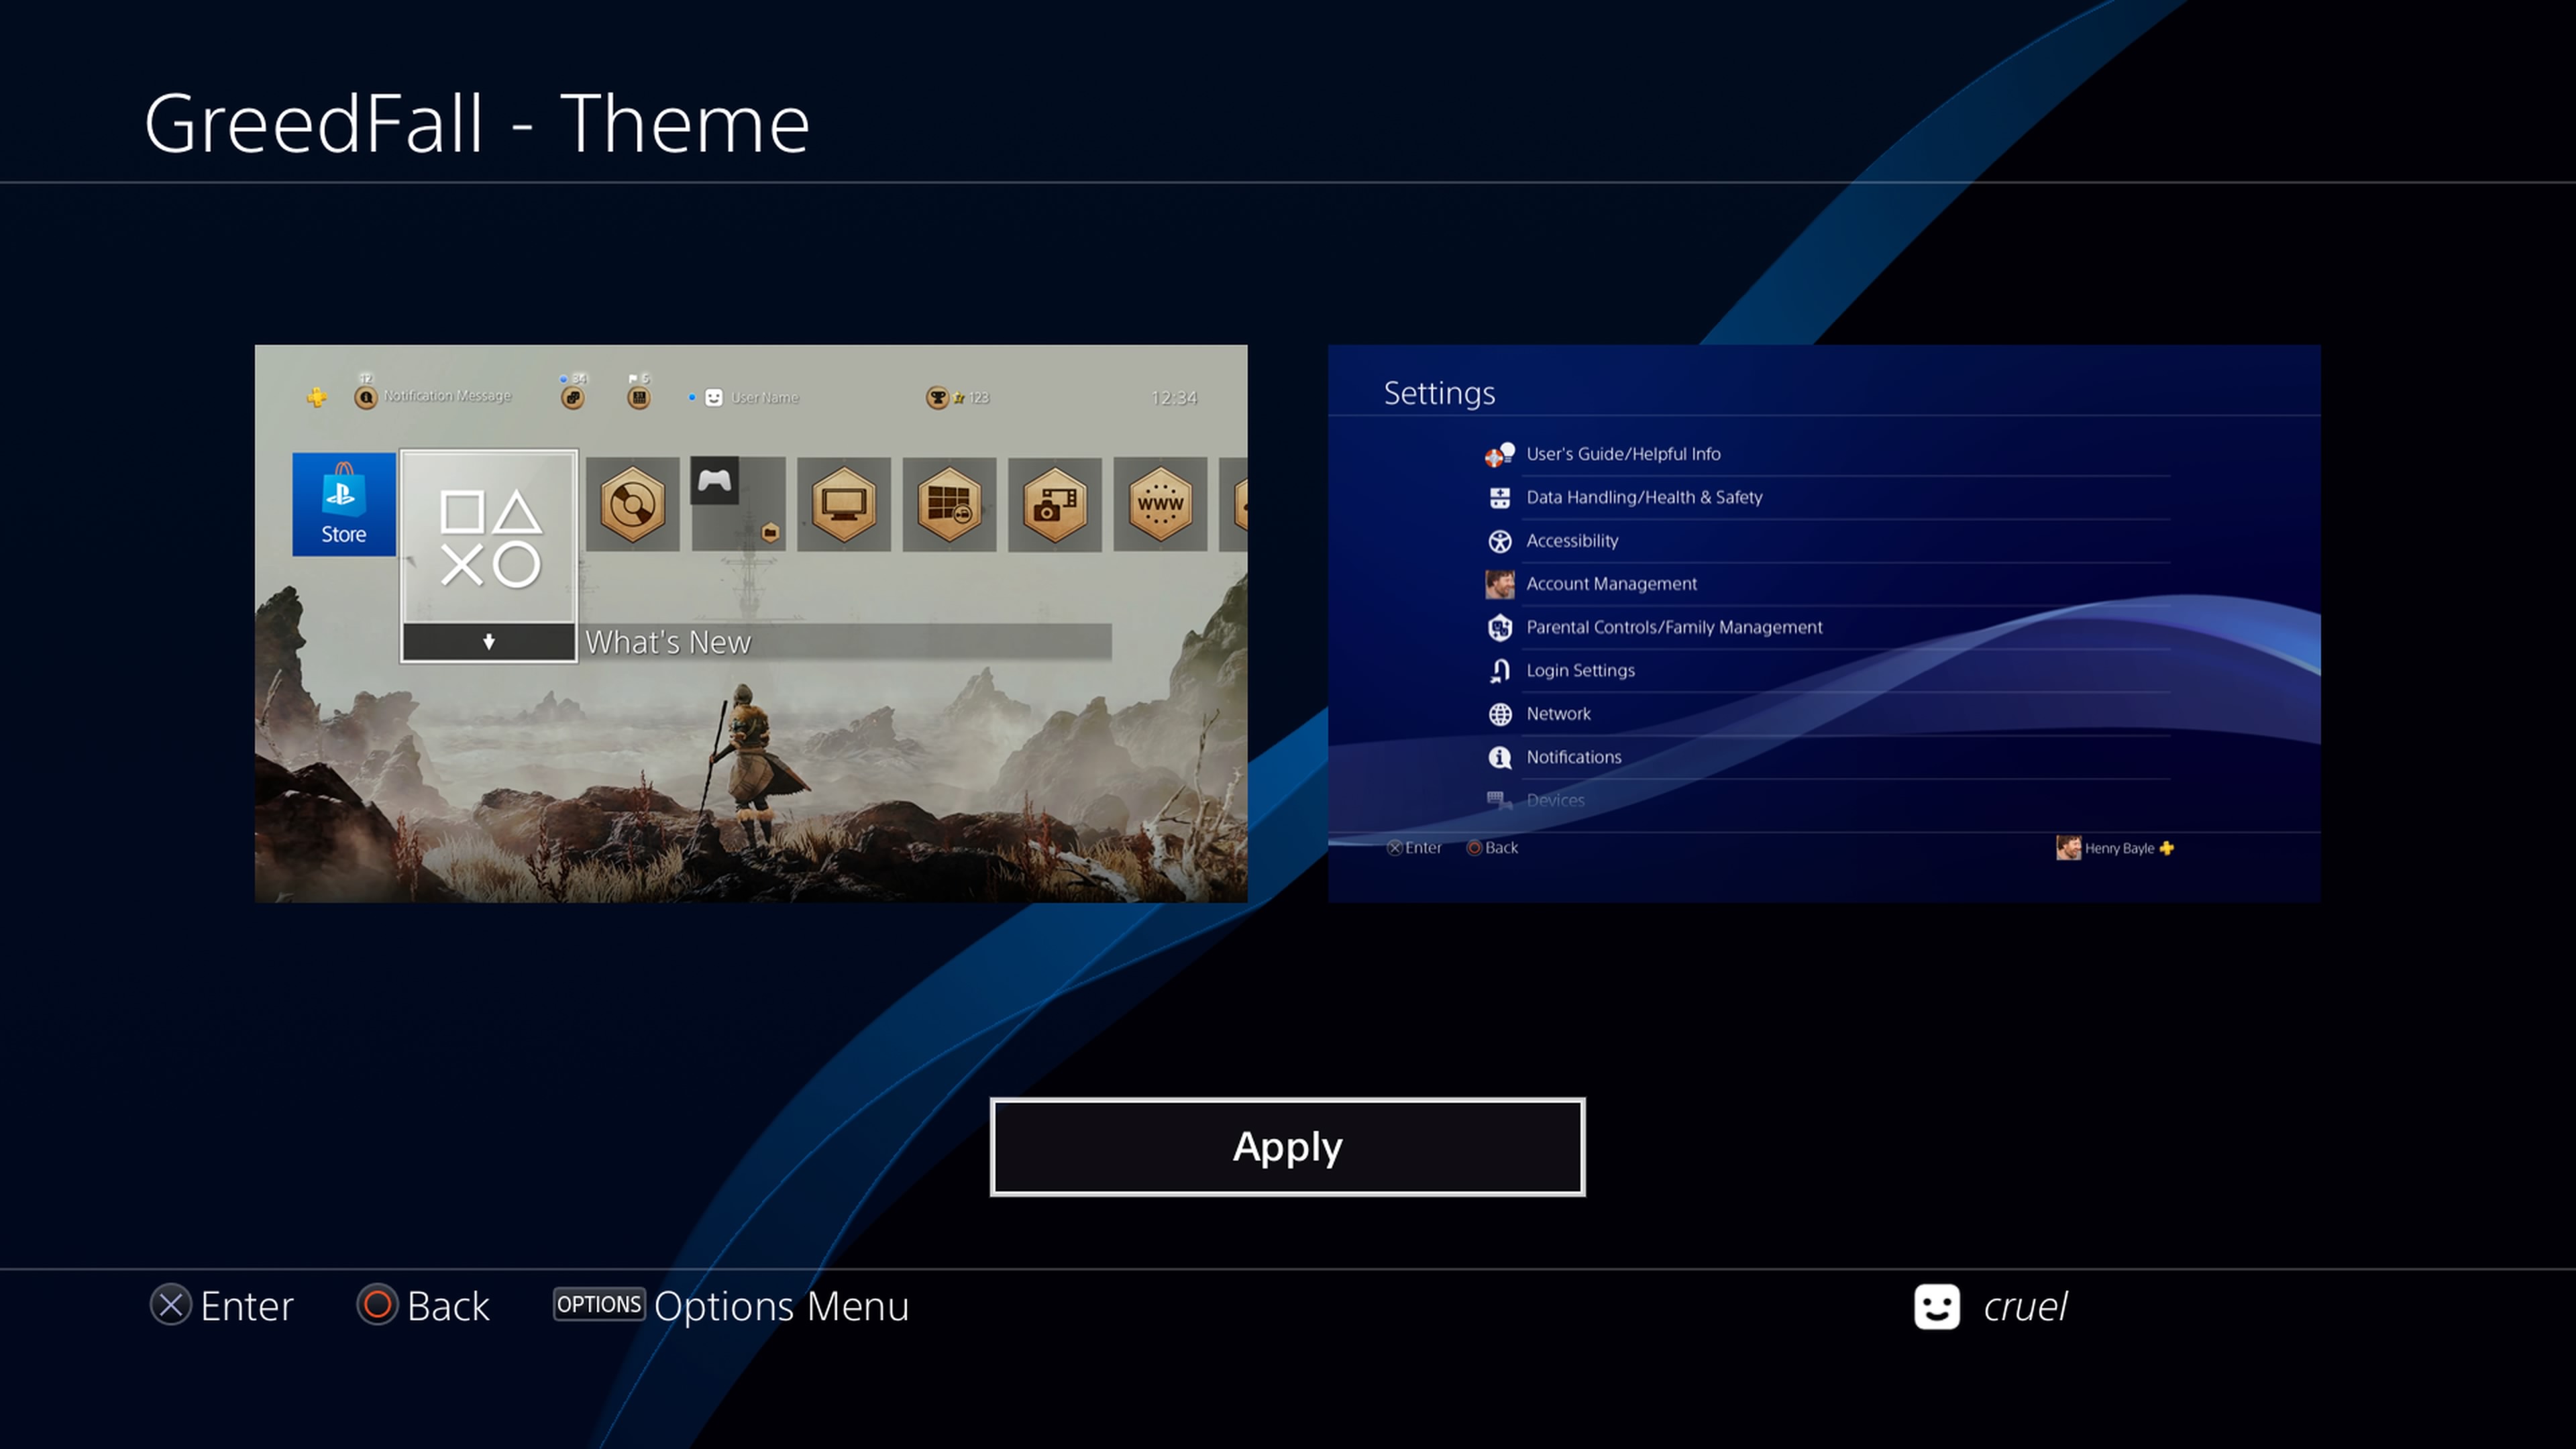 GreedFall - Theme
12
Notification Message
34
5
User Name
123
12:34
Store
WWW
What's New
Settings
User's Guide/Helpful Info
Data Handling/Health & Safety
Accessibility
Account Management
Parental Controls/Family Management
Login Settings
Network
Notifications
Devices
Enter
Back
Henry Bayle
Apply
Enter
Back
OPTIONS Options Menu
cruel